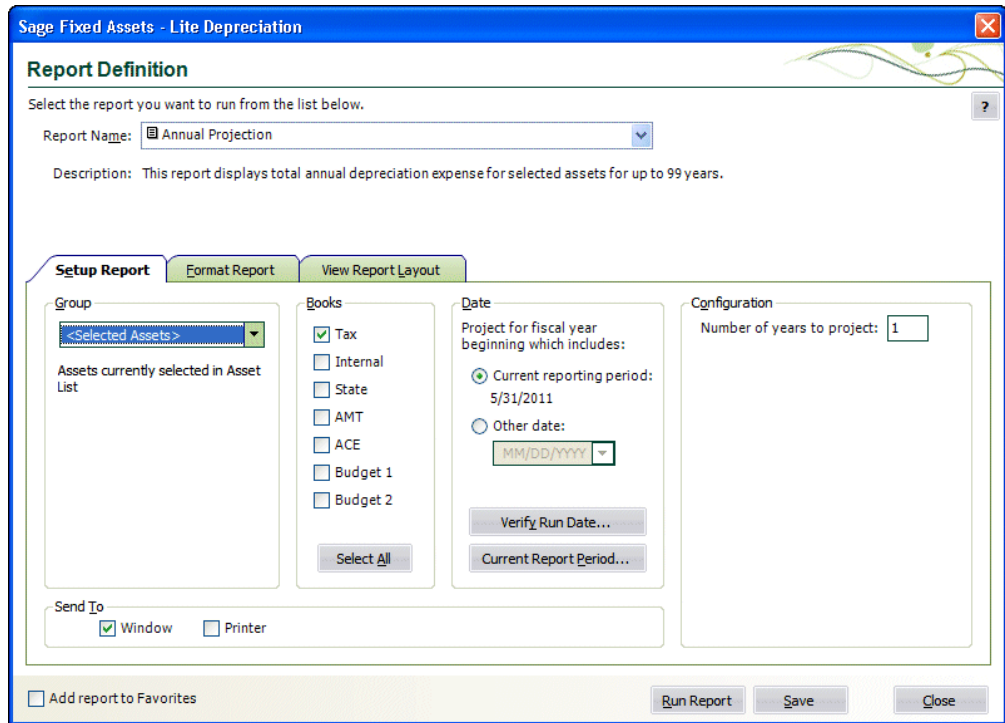 Sage Fixed Assets - Lite Depreciation
Report Definition
Select the report you want to run from the list below.
?
Report Name: Annual Projection
Description: This report displays total annual depreciation expense for selected assets for up to 99 years.
Setup Report
Format Report
View Report Layout
Group
<Selected Assets>
Assets currently selected in Asset
List
Books
Tax
Internal
State
AMT
ACE
Budget 1
Budget 2
Select All
Date
Project for fiscal year
beginning which includes:
Current reporting period:
5/31/2011
Other date:
MM/DD/YYYY
Verify Run Date...
Current Report Period...
Configuration
Number of years to project: 1
Send To
Window
Printer
Add report to Favorites
Run Report
Save
Close